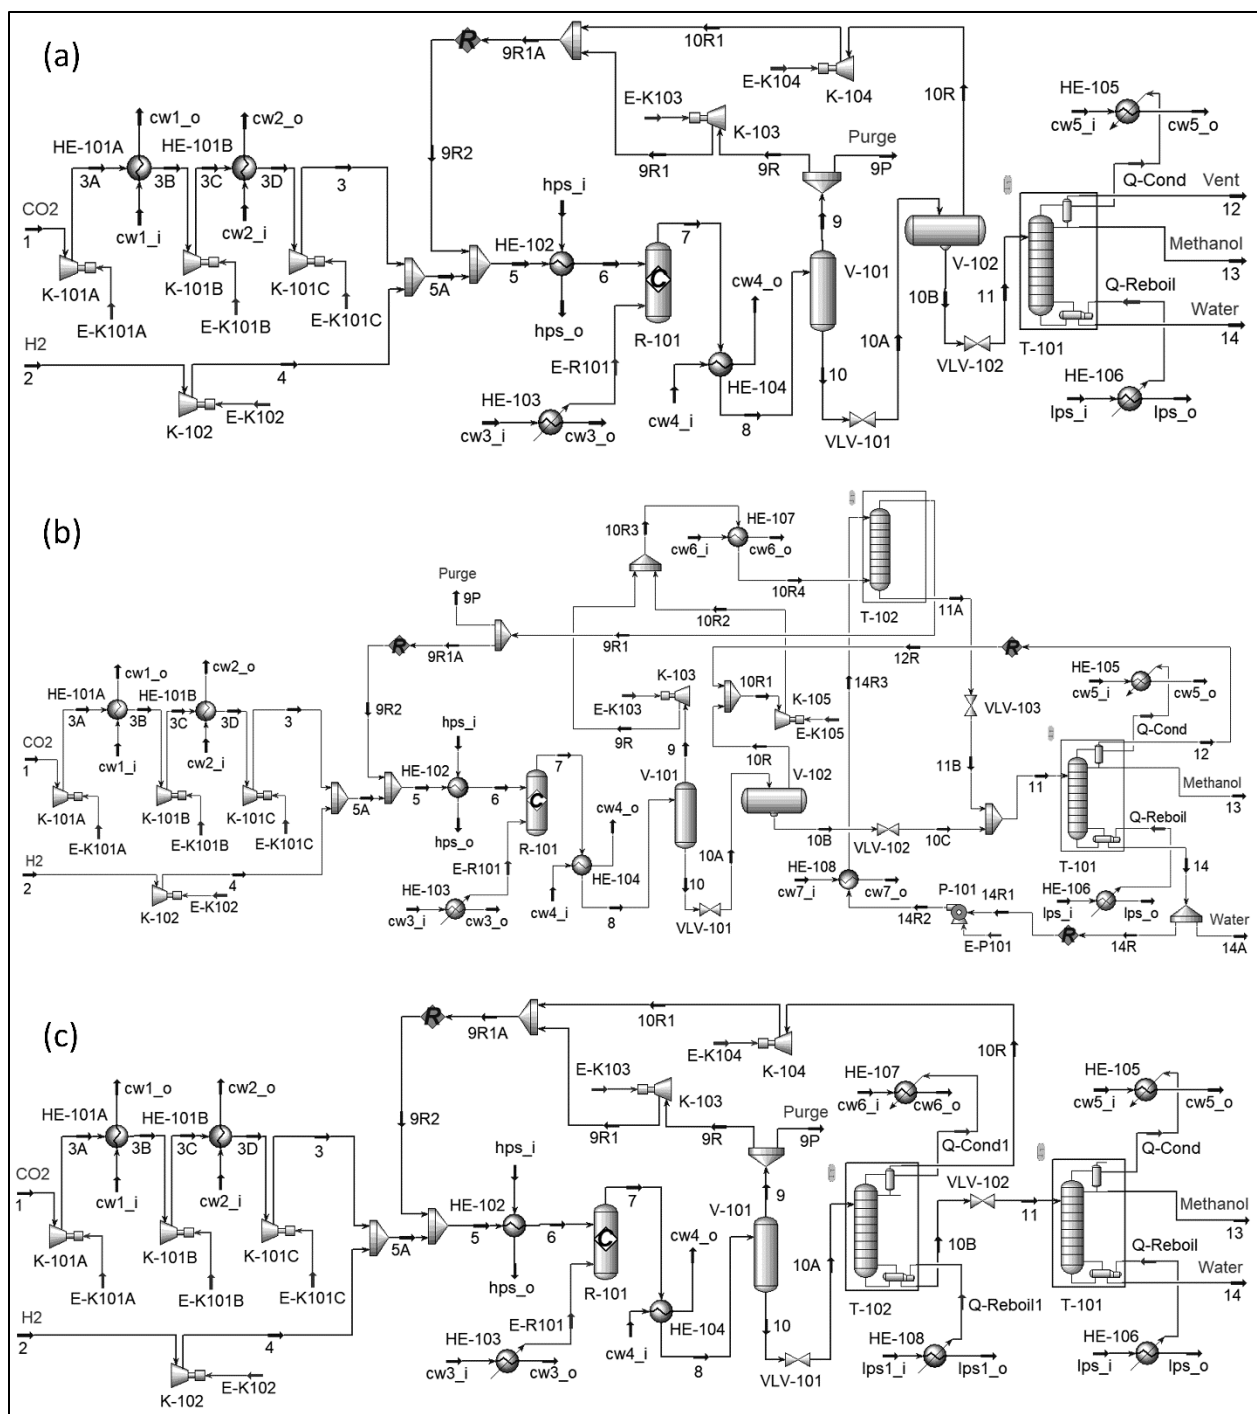 (a)
9R1A
10R1
E-K104
K-104
10R
HE-105
cw5_i
cw5_o
cw1_o
cw2_o
HE-101A
HE-101B
E-K103
K-103
Purge
9P
9R2
9R1
9R
3A
3B
3C
3D
3
hps_i
Q-Cond
Vent
12
CO2
1
cw1_i
cw2_i
HE-102
7
9
V-101
V-102
Methanol
13
K-101A
K-101B
K-101C
5A
5
6
cw4_o
10B
11
Q-Reboil
E-K101A
E-K101B
E-K101C
hps_o
R-101
10A
Water
14
H2
2
4
E-R101
HE-104
10
VLV-102
T-101
E-K102
K-102
HE-103
cw3_i
cw3_o
cw4_i
8
VLV-101
HE-106
lps_i
lps_o
(b)
10R3
HE-107
cw6_i
cw6_o
Purge
9P
10R4
T-102
11A
10R2
9R1A
9R1
12R
cw1_o
cw2_o
HE-101A
HE-101B
K-103
E-K103
10R1
K-105
E-K105
14R3
VLV-103
HE-105
cw5_i
cw5_o
3A
3B
3C
3D
3
9R2
hps_i
9R
9
10R
Q-Cond
12
CO2
1
cw1_i
cw2_i
HE-102
7
V-101
V-102
11B
11
Methanol
13
K-101A
K-101B
K-101C
5A
5
6
cw4_o
Q-Reboil
E-K101A
E-K101B
E-K101C
hps_o
R-101
10A
10B
VLV-102
10C
T-101
14
H2
2
4
E-R101
HE-104
10
HE-108
cw7_i
cw7_o
P-101
14R1
HE-106
lps_i
lps_o
K-102
E-K102
HE-103
cw3_i
cw3_o
cw4_i
8
VLV-101
14R2
E-P101
14R
Water
14A
(c)
9R1A
10R1
E-K104
K-104
10R
cw1_o
cw2_o
HE-101A
HE-101B
E-K103
K-103
HE-107
cw6_i
cw6_o
HE-105
cw5_i
cw5_o
3A
3B
3C
3D
3
9R2
9R1
9R
Purge
9P
Q-Cond1
Q-Cond
CO2
1
cw1_i
cw2_i
hps_i
HE-102
7
9
V-101
VLV-102
11
Methanol
13
K-101A
K-101B
K-101C
5A
5
6
cw4_o
10A
10B
Q-Reboil
E-K101A
E-K101B
E-K101C
hps_o
R-101
T-102
T-101
Water
14
H2
2
4
E-R101
HE-104
10
Q-Reboil1
HE-103
cw3_i
cw3_o
cw4_i
8
VLV-101
HE-108
lps1_i
lps1_o
HE-106
lps_i
lps_o
K-102
E-K102
R
R
R
R
C
C
C